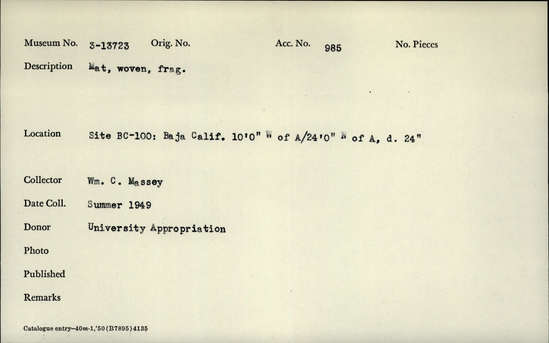 Museum No. 3-13723 Orig. No. Acc. No. 985 No. Pieces
Description Mat, woven, frag.
Location Site BC-100: Baja Calif. 10'0" W of A/24'0" N of A, d. 24"
Collector Wm. C. Massey
Date Coll. Summer 1949
Donor University Appropriation
Photo
Published
Remarks
Catalogue entry—40m-1,'50 (B7895) 4135